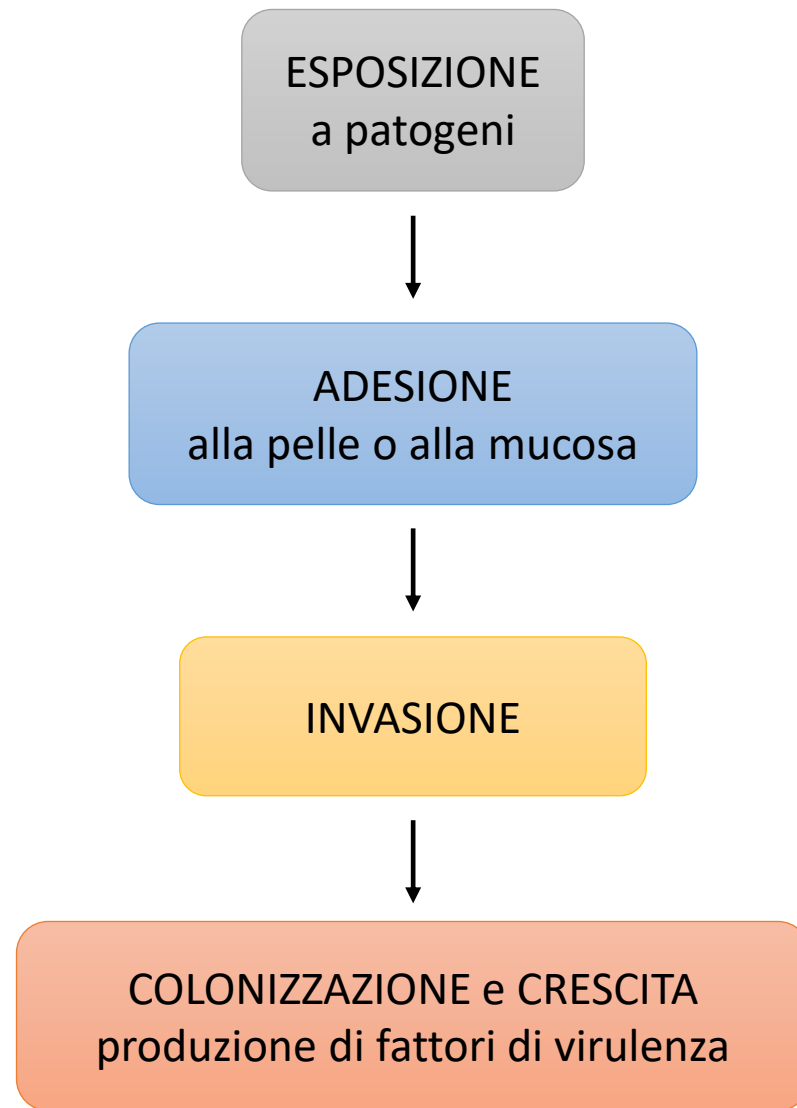 ESPOSIZIONE
a patogeni
ADESIONE
alla pelle o alla mucosa
INVASIONE
COLONIZZAZIONE e CRESCITA
produzione di fattori di virulenza